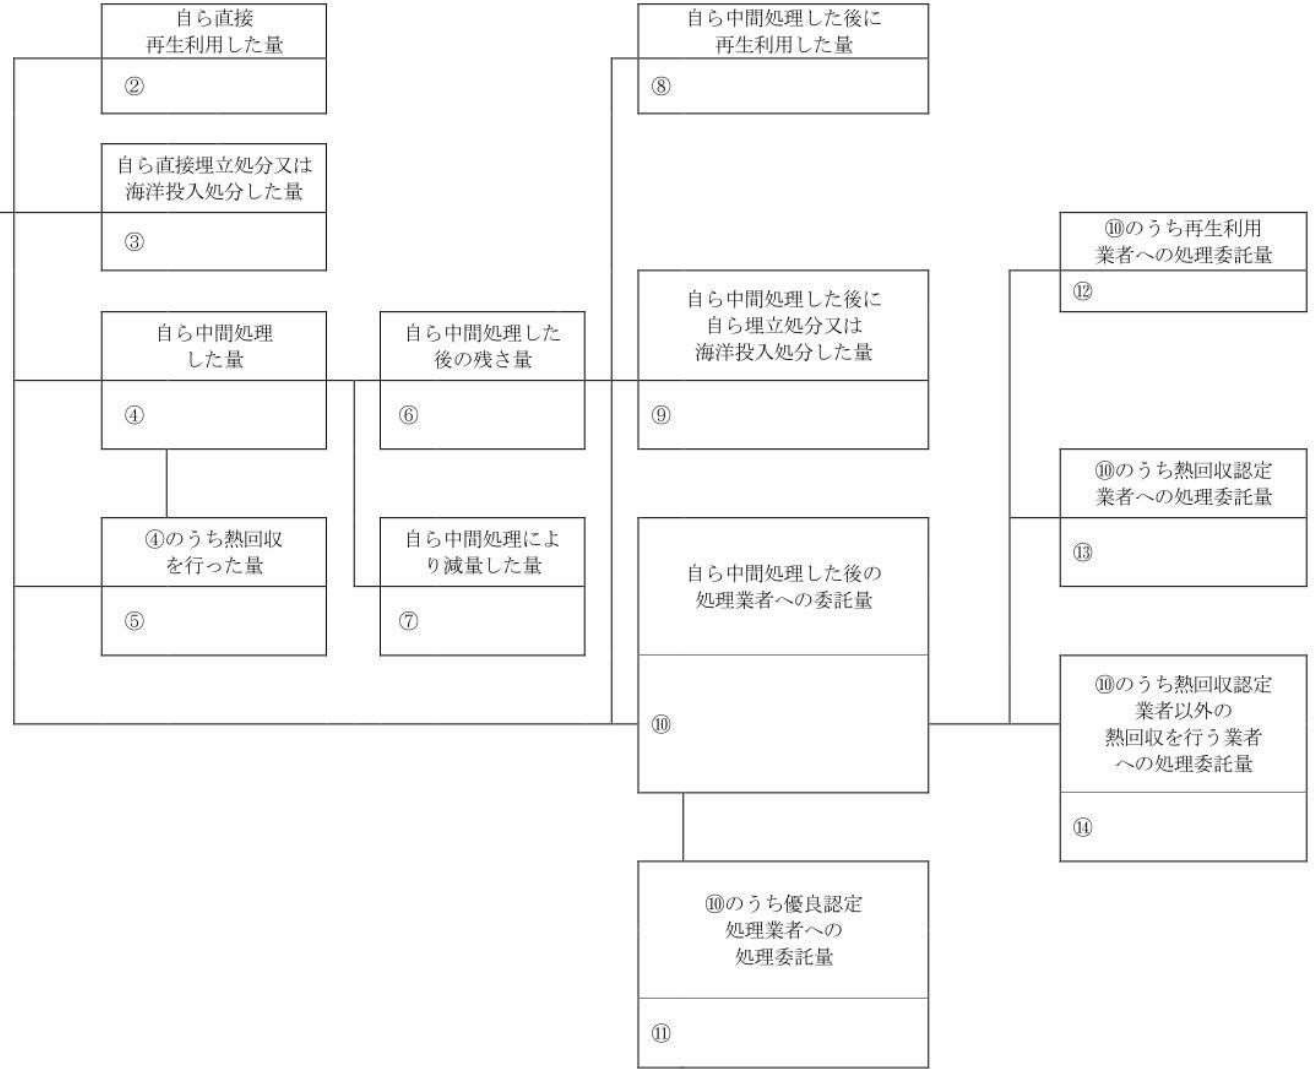 自ら直接
再生利用した量
②
自ら直接埋立処分又は
海洋投入処分した量
③
自ら中間処理
した量
④
④のうち熱回収
を行った量
⑤
自ら中間処理した
後の残さ量
⑥
自ら中間処理によ
り減量した量
⑦
自ら中間処理した後に
再生利用した量
⑧
自ら中間処理した後に
自ら埋立処分又は
海洋投入処分した量
⑨
自ら中間処理した後の
処理業者への委託量
⑩
⑩のうち優良認定
処理業者への
処理委託量
⑪
⑩のうち再生利用
業者への処理委託量
⑫
⑩のうち熱回収認定
業者への処理委託量
⑬
⑩のうち熱回収認定
業者以外の
熱回収を行う業者
への処理委託量
⑭